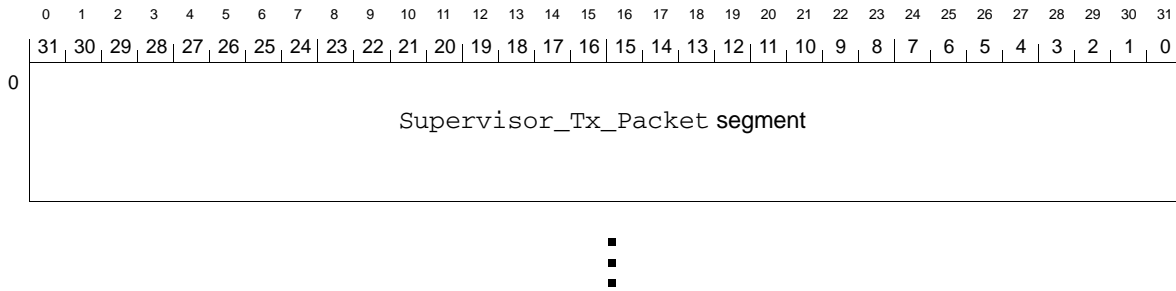 0 1 2 3 4 5 6 7 8 9 10 11 12 13 14 15 16 17 18 19 20 21 22 23 24 25 26 27 28 29 30 31
31 30 29 28 27 26 25 24 23 22 21 20 19 18 17 16 15 14 13 12 11 10 9 8 7 6 5 4 3 2 1 0
0
Supervisor_Tx_Packet segment